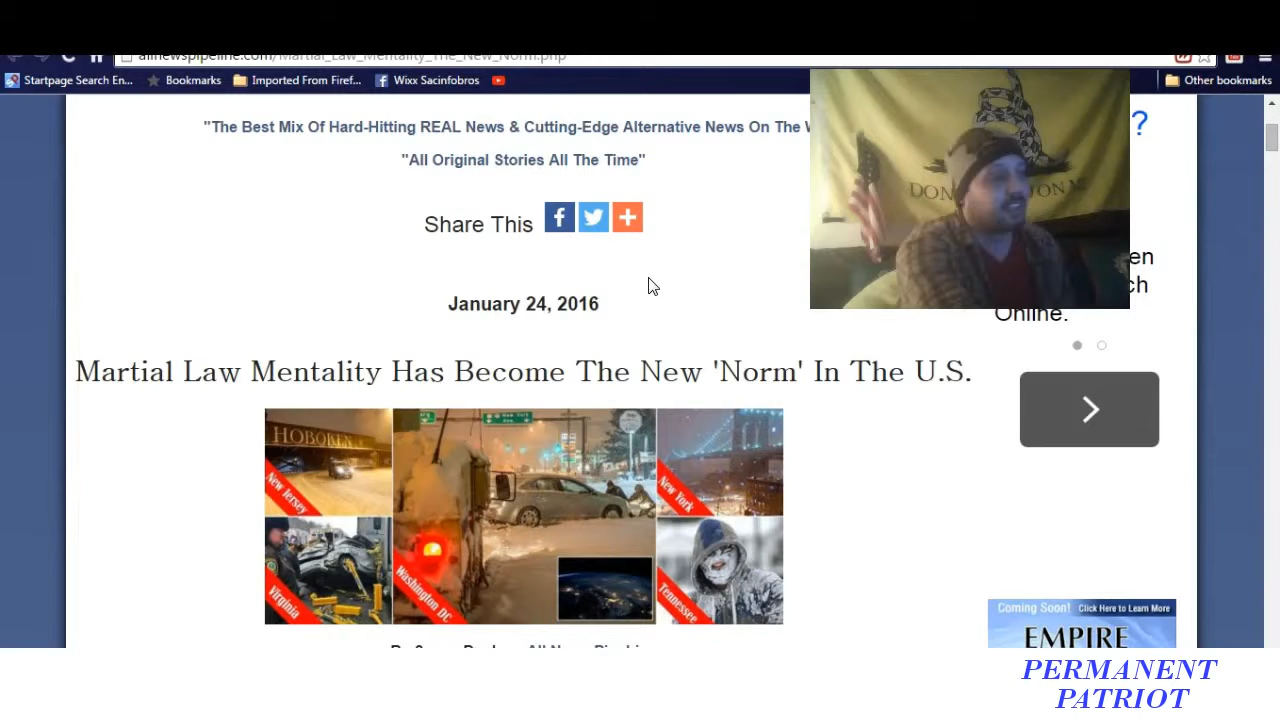 allnewspipeline.com/Martial_Law_Mentality_The_New_Norm.php
Startpage Search En...
Bookmarks
Imported From Firef...
Wixx Sacinfobros
Other bookmarks
"The Best Mix Of Hard-Hitting REAL News & Cutting-Edge Alternative News On The
?
"All Original Stories All The Time"
DON ON M
Share This
en
ch
Online.
January 24, 2016
Martial Law Mentality Has Become The New 'Norm' In The U.S.
HOBOKEN
New Jersey
New York
Virginia
Washington DC
Tennessee
Coming Soon! Click Here to Learn More
EMPIRE
PERMANENT
PATRIOT